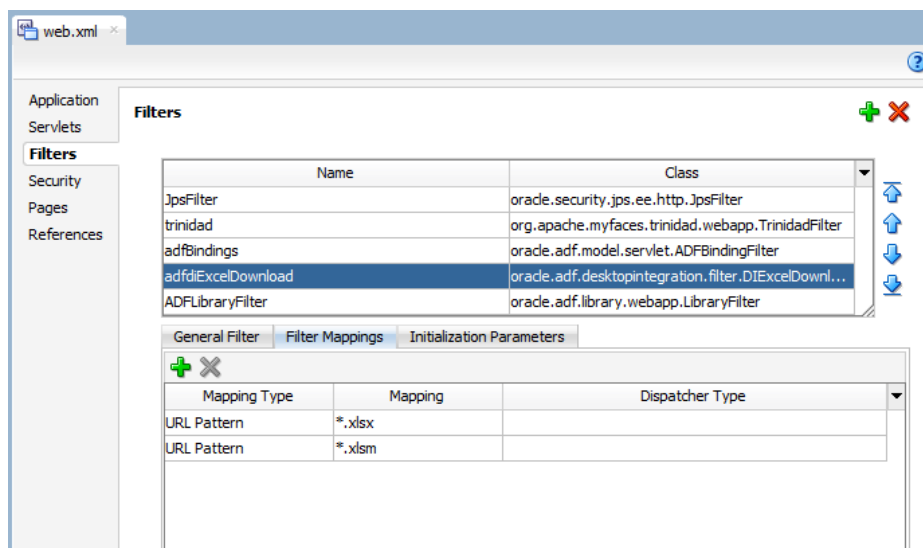 web.xml
Application
Servlets
Filters
Security
Pages
References
Filters
Name Class
JpsFilter oracle.security.jps.ee.http.JpsFilter
trinidad org.apache.myfaces.trinidad.webapp.TrinidadFilter
adfBindings oracle.adf.model.servlet.ADFBindingFilter
adfdiExcelDownload oracle.adf.desktopintegration.filter.DIExcelDownl...
ADFLibraryFilter oracle.adf.library.webapp.LibraryFilter
General Filter Filter Mappings Initialization Parameters
Mapping Type Mapping Dispatcher Type
URL Pattern *.xlsx
URL Pattern *.xlsm